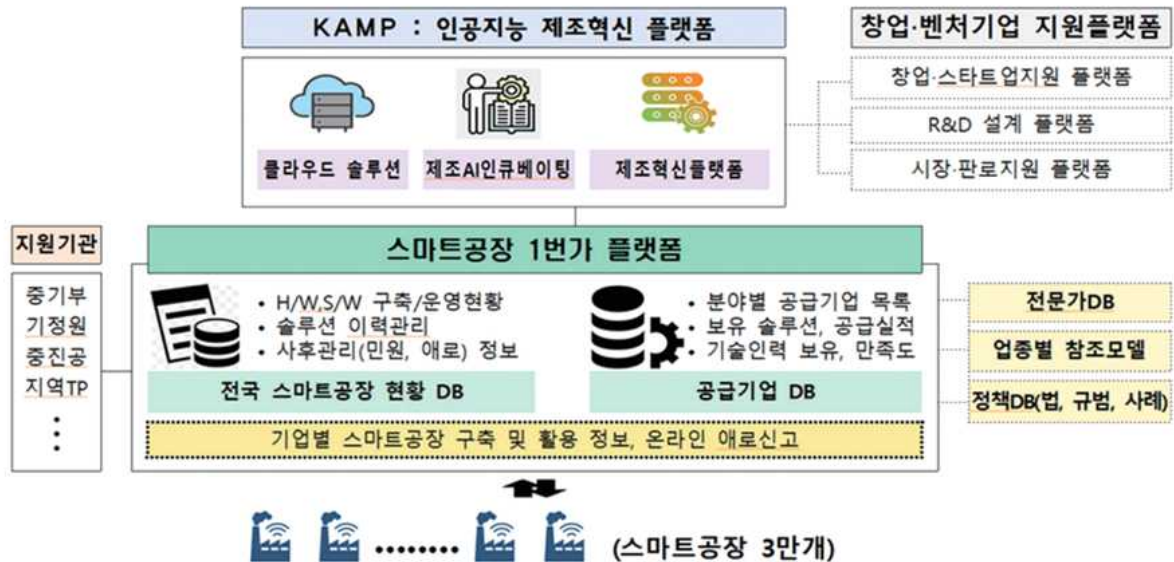 KAMP : 인공지능 제조혁신 플랫폼
클라우드 솔루션
제조AI인큐베이팅
제조혁신플랫폼
창업·벤처기업 지원플랫폼
창업·스타트업지원 플랫폼
R&D 설계 플랫폼
시장·판로지원 플랫폼
지원기관
중기부
기정원
중진공
지역TP
스마트공장 1번가 플랫폼
• H/W,S/W 구축/운영현황
• 솔루션 이력관리
• 사후관리(민원, 애로) 정보
전국 스마트공장 현황 DB
• 분야별 공급기업 목록
• 보유 솔루션, 공급실적
• 기술인력 보유, 만족도
공급기업 DB
기업별 스마트공장 구축 및 활용 정보, 온라인 애로신고
전문가DB
업종별 참조모델
정책DB(법, 규범, 사례)
(스마트공장 3만개)